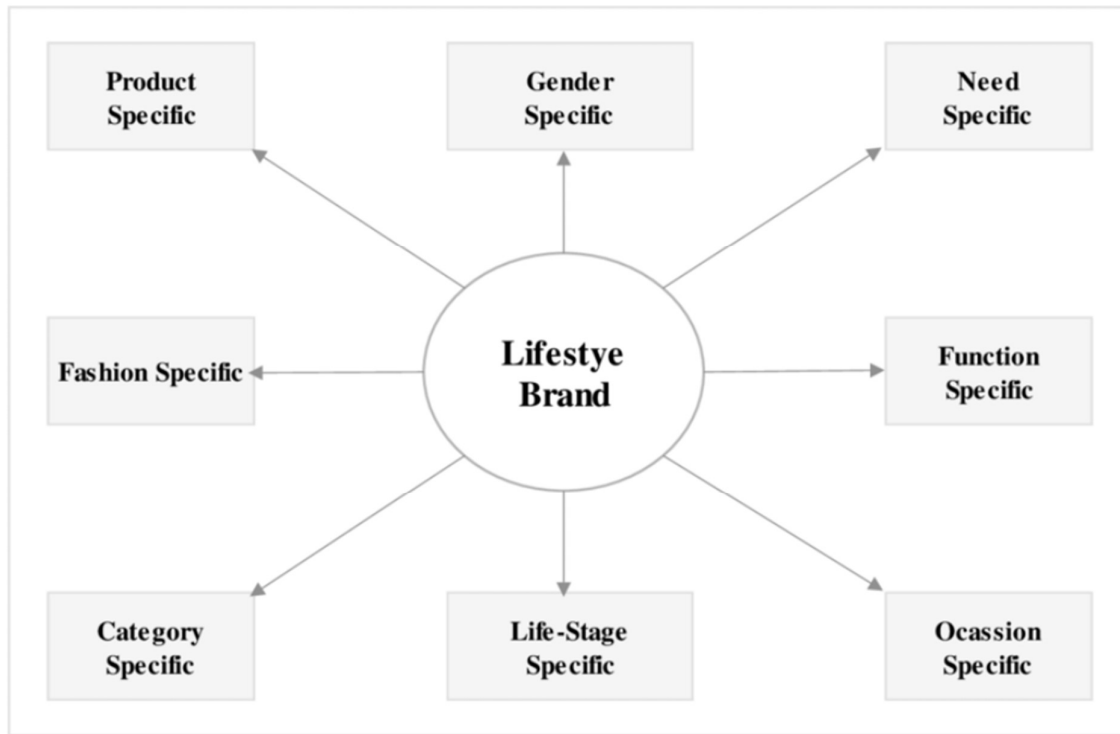 Product
Specific
Gender
Specific
Need
Specific
Fashion Specific
Lifestye
Brand
Function
Specific
Category
Specific
Life-Stage
Specific
Ocassion
Specific